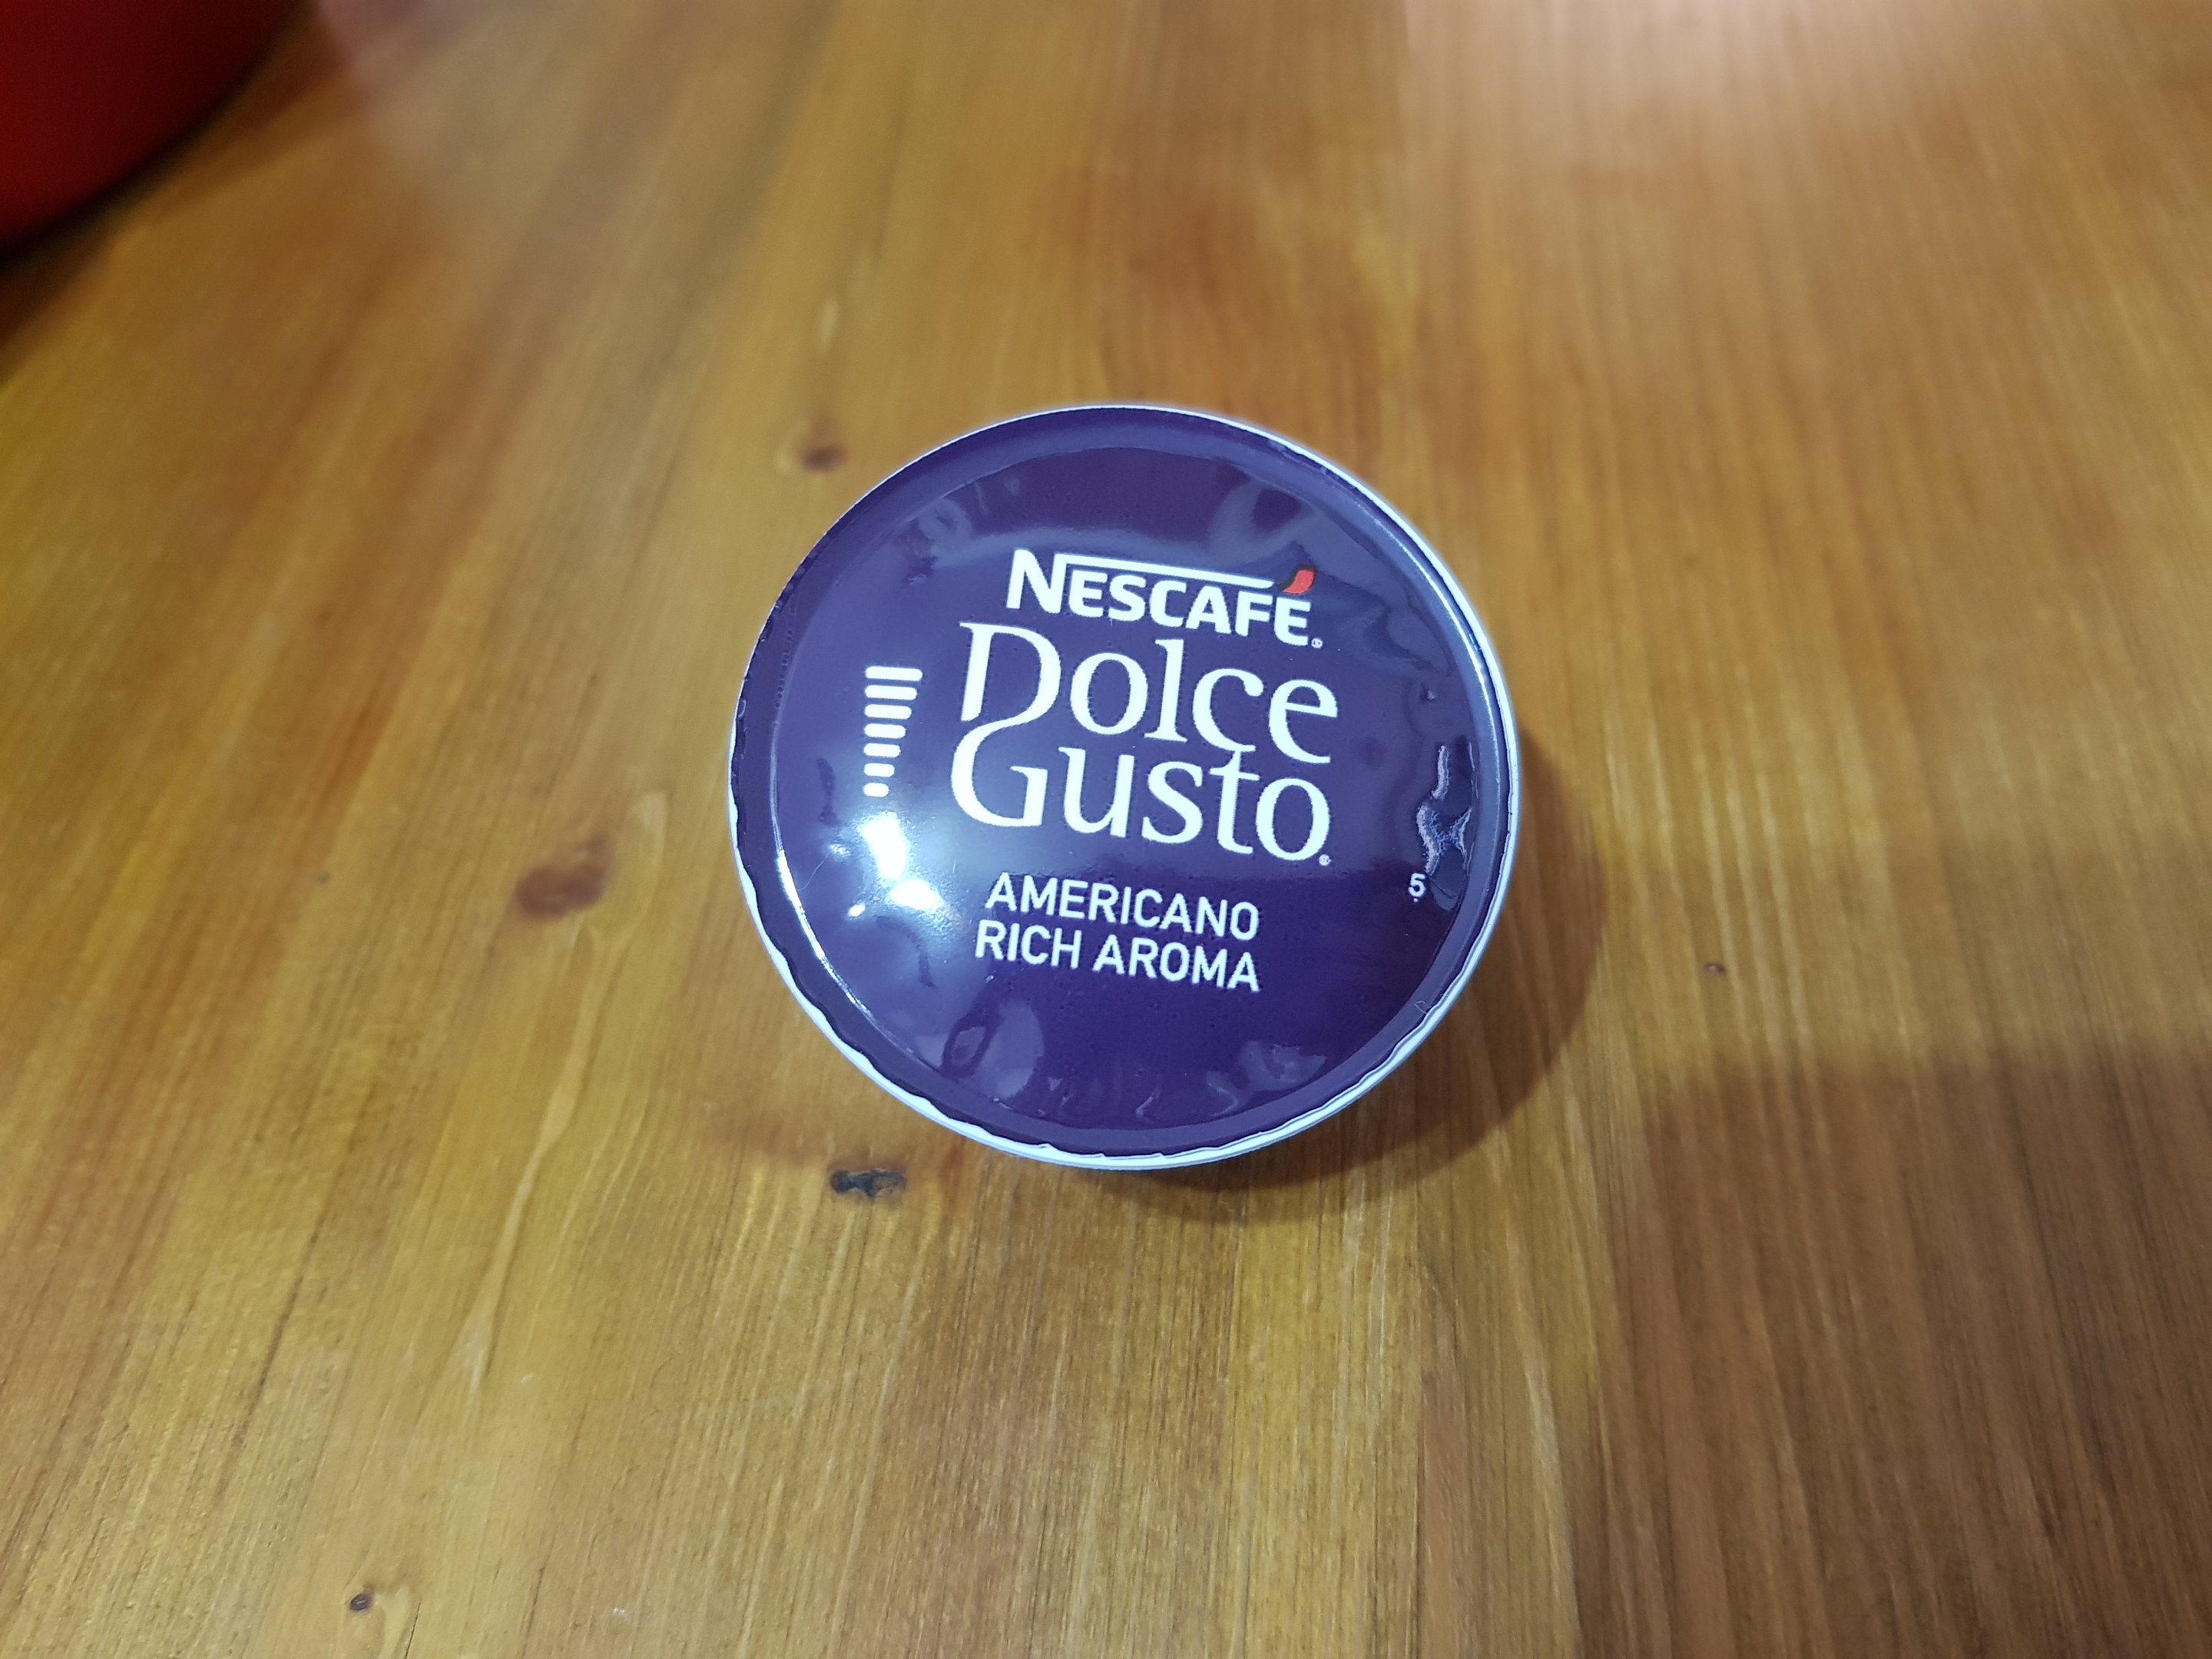 NESCAFÉ®
Dolce
Gusto®
AMERICANO
RICH AROMA
5